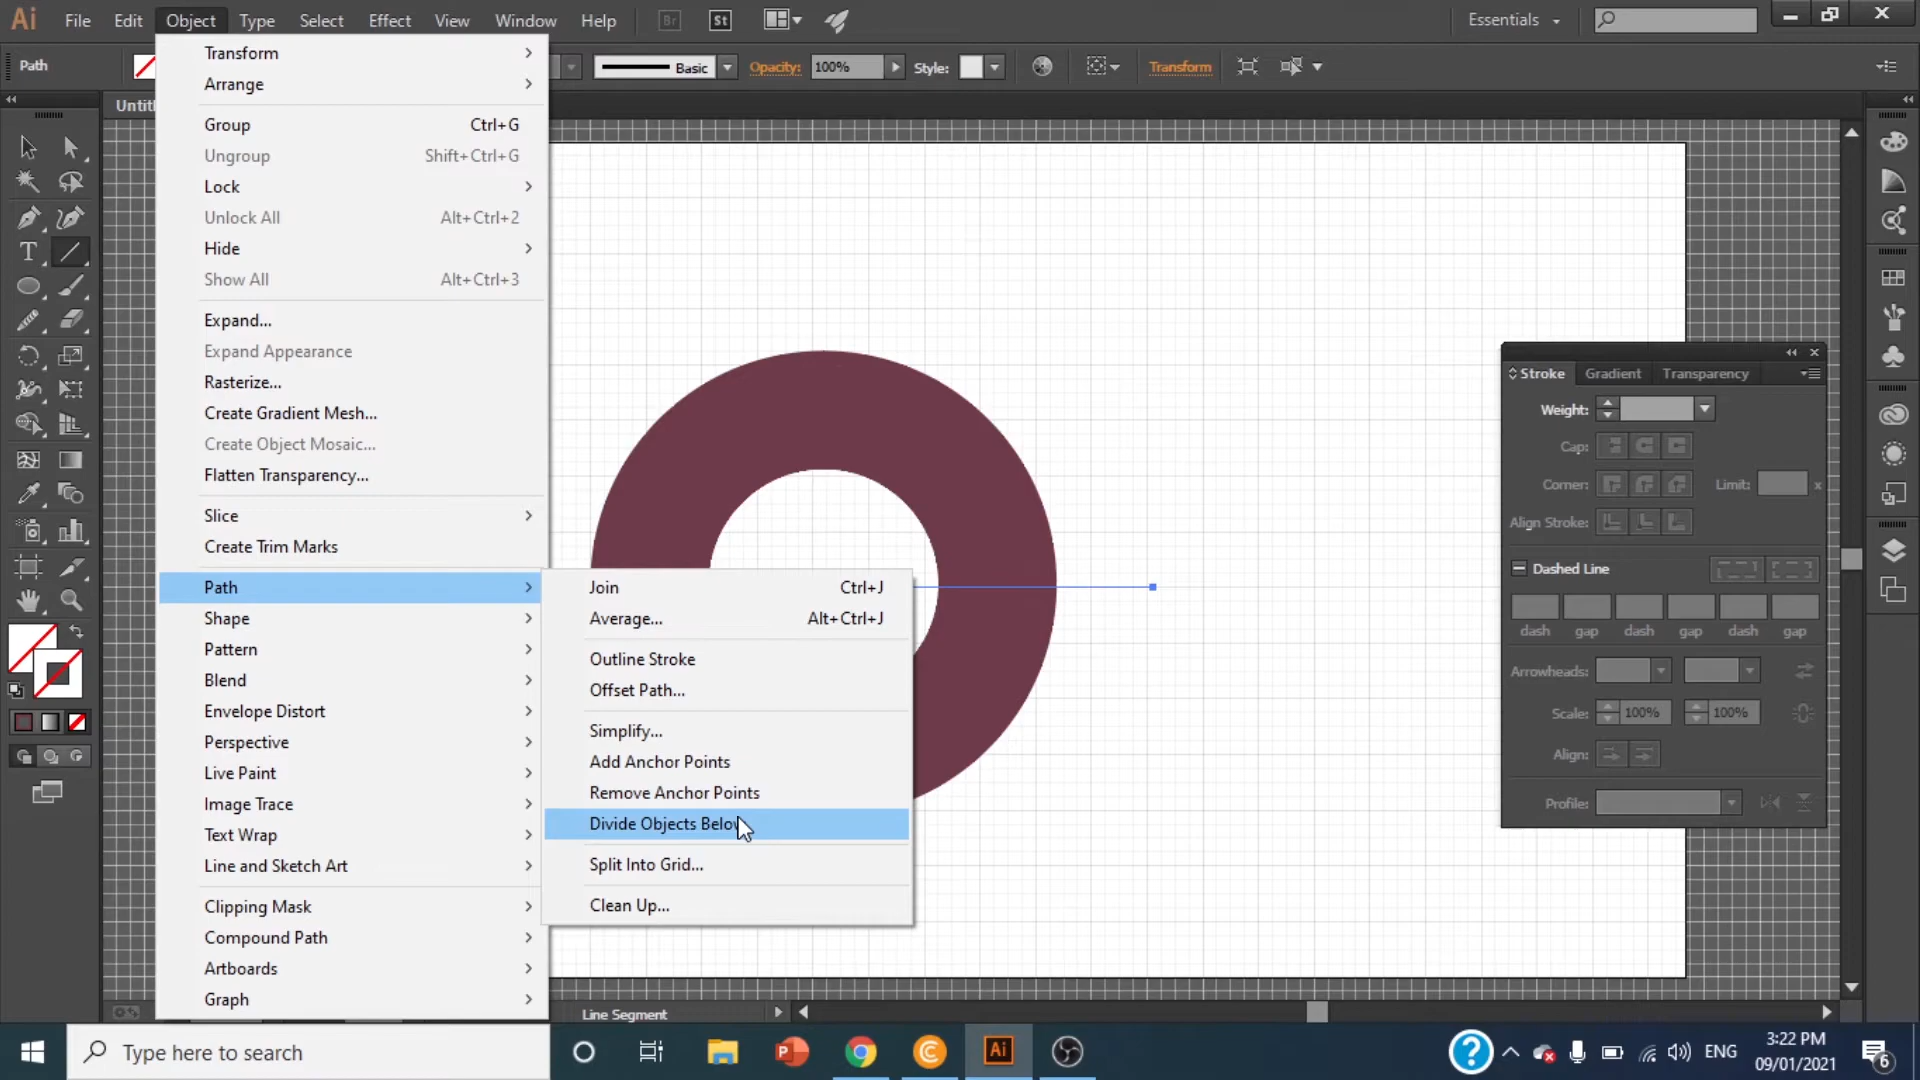 Ai File Edit Object Type Select Effect View Window Help Br St Essentials
Path Basic Opacity: 100% Style: Transform
Transform
Arrange
Group Ctrl+G
Ungroup Shift+Ctrl+G
Lock
Unlock All Alt+Ctrl+2
Hide
Show All Alt+Ctrl+3
Expand...
Expand Appearance
Rasterize...
Create Gradient Mesh...
Create Object Mosaic...
Flatten Transparency...
Slice
Create Trim Marks
Path
Shape
Pattern
Blend
Envelope Distort
Perspective
Live Paint
Image Trace
Text Wrap
Line and Sketch Art
Clipping Mask
Compound Path
Artboards
Graph
Join Ctrl+J
Average... Alt+Ctrl+J
Outline Stroke
Offset Path...
Simplify...
Add Anchor Points
Remove Anchor Points
Divide Objects Below
Split Into Grid...
Clean Up...
Stroke Gradient Transparency
Weight:
Cap:
Corner: Limit: x
Align Stroke:
Dashed Line
dash gap dash gap dash gap
Arrowheads:
Scale: 100% 100%
Align:
Profile:
Line Segment
Type here to search
ENG
3:22 PM
09/01/2021
6